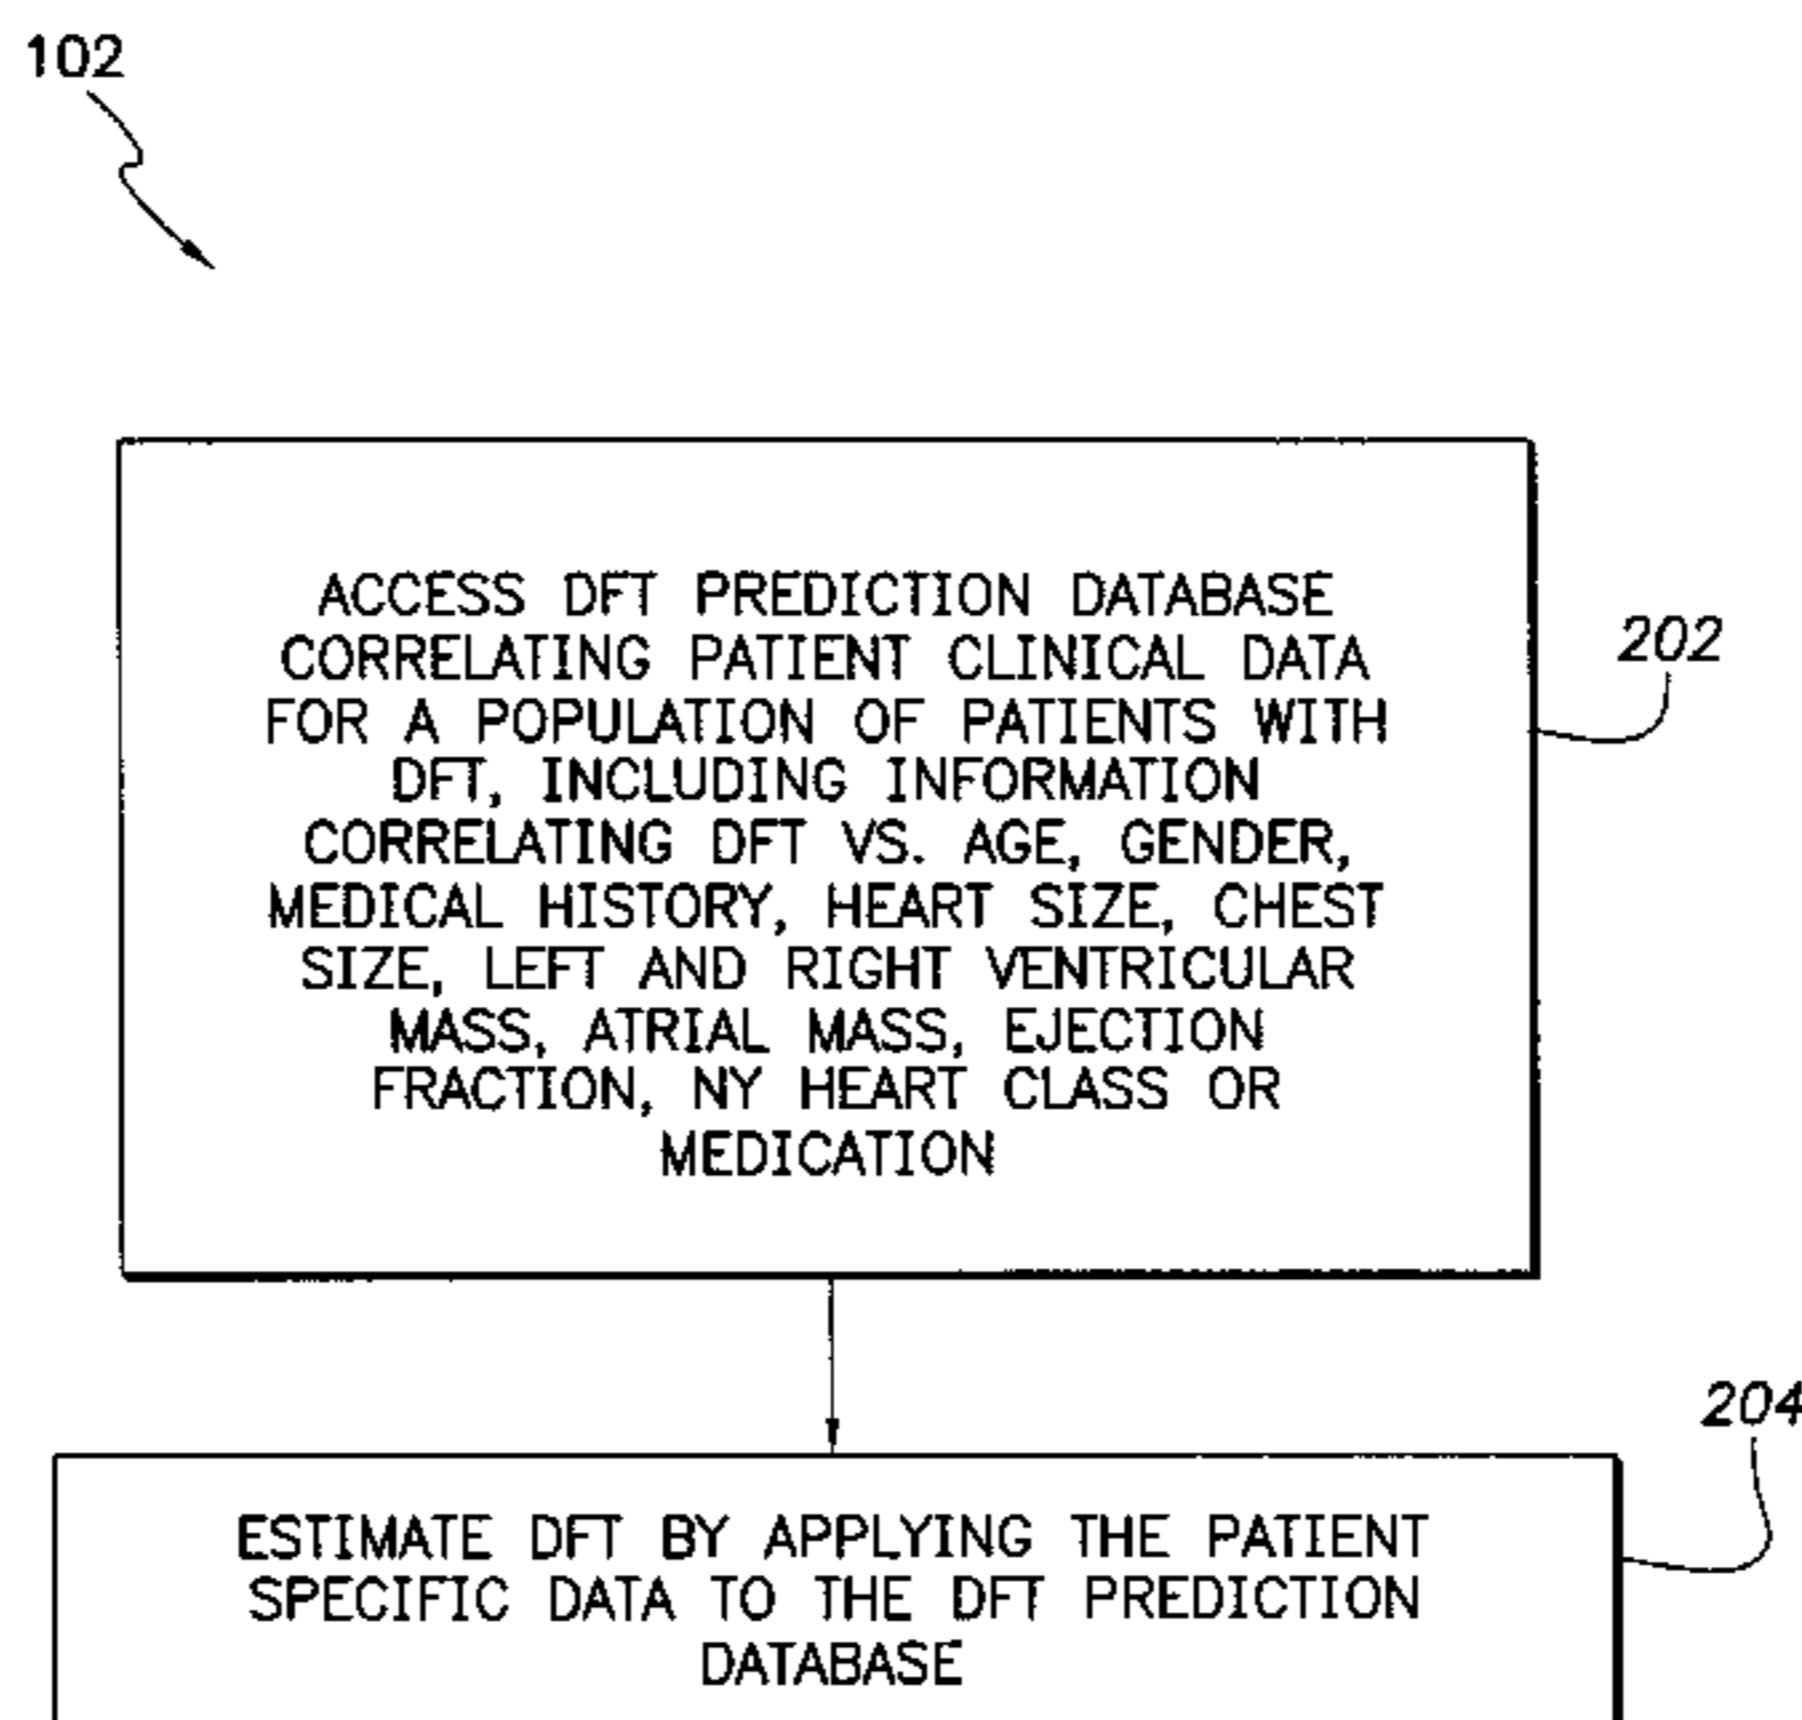 102
ACCESS DFT PREDICTION DATABASE
CORRELATING PATIENT CLINICAL DATA
FOR A POPULATION OF PATIENTS WITH
DFT, INCLUDING INFORMATION
CORRELATING DFT VS. AGE, GENDER,
MEDICAL HISTORY, HEART SIZE, CHEST
SIZE, LEFT AND RIGHT VENTRICULAR
MASS, ATRIAL MASS, EJECTION
FRACTION, NY HEART CLASS OR
MEDICATION
202
204
ESTIMATE DFT BY APPLYING THE PATIENT
SPECIFIC DATA TO THE DFT PREDICTION
DATABASE